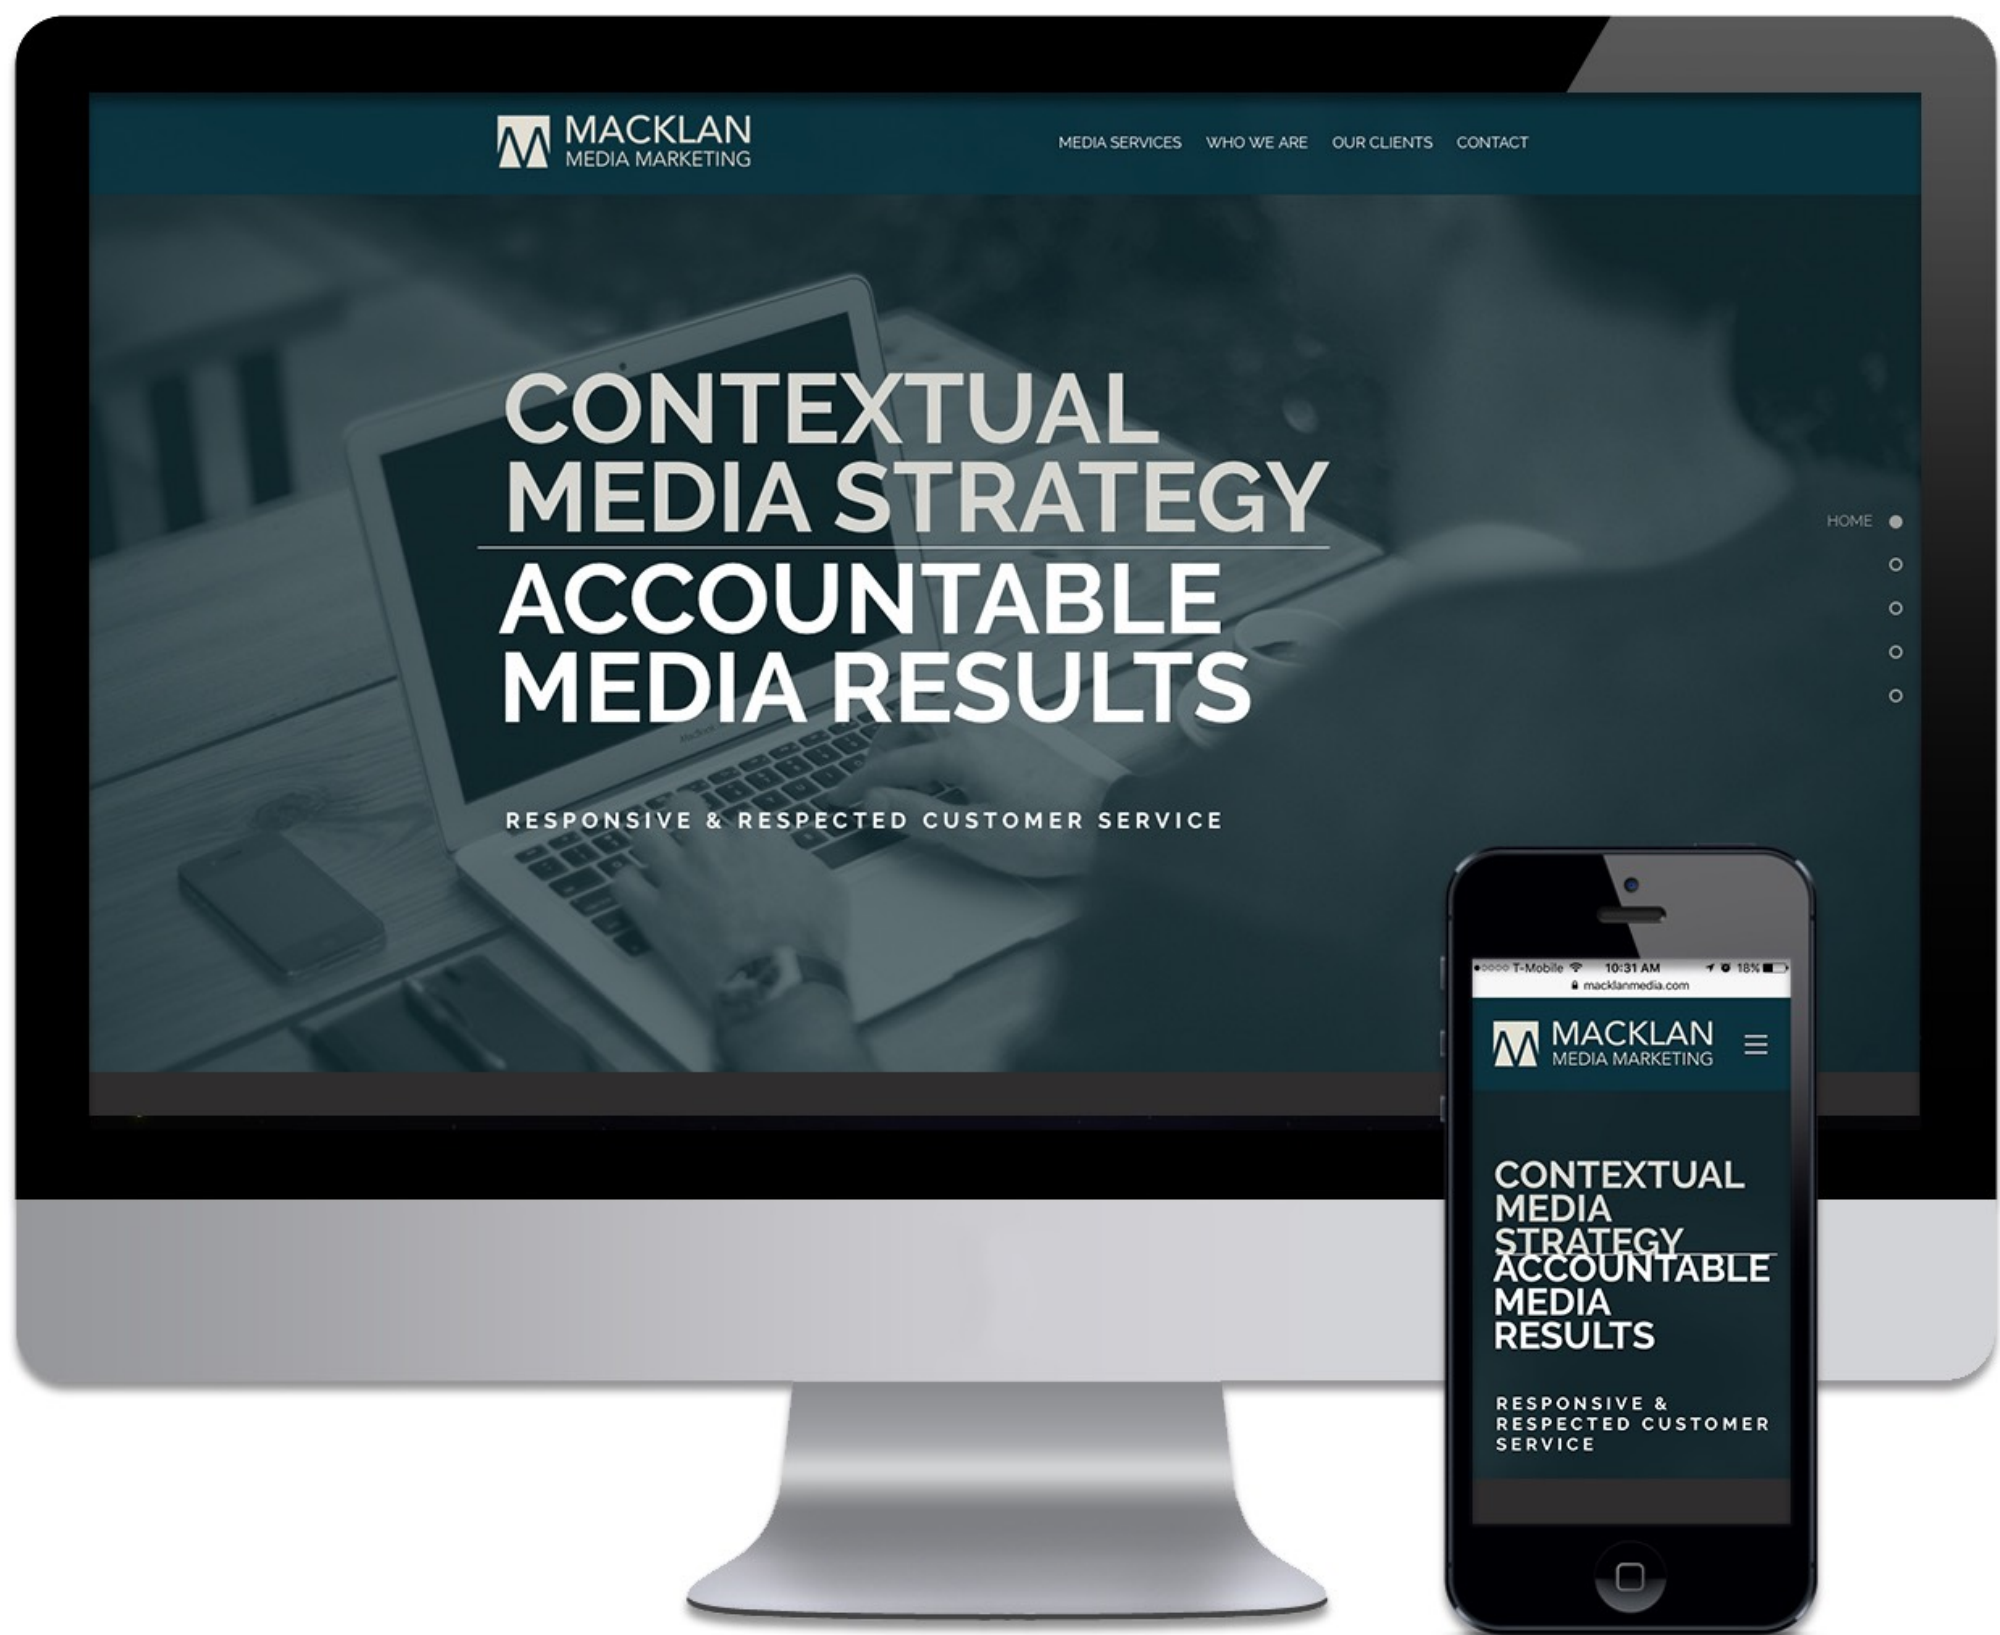 MACKLAN
MEDIA MARKETING
MEDIA SERVICES WHO WE ARE OUR CLIENTS CONTACT
CONTEXTUAL
MEDIA STRATEGY
ACCOUNTABLE
MEDIA RESULTS
RESPONSIVE & RESPECTED CUSTOMER SERVICE
HOME
T-Mobile 10:31 AM 18%
macklanmedia.com
MACKLAN
MEDIA MARKETING
CONTEXTUAL
MEDIA
STRATEGY
ACCOUNTABLE
MEDIA
RESULTS
RESPONSIVE &
RESPECTED CUSTOMER
SERVICE